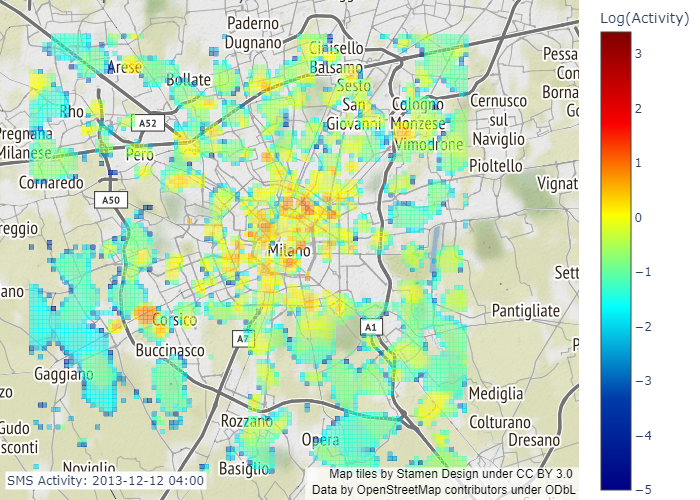 Log(Activity)
Paderno
Dugnano
Cinisello
Balsamo
Arese
Bollate
Sesto
San
Giovanni
Cologno
Monzese
Vimodrone
Cernusco
sul
Naviglio
Pessa
Con
Borna
Go
Rho
A52
Pregnana
Milanese
Pero
Pioltello
Cornaredo
A50
Vignat
reggio
Milano
Sett
ano
Pantigliate
Corsico
A7
A1
Buccinasco
P
Gaggiano
zo
Mediglia
Rozzano
Opera
Colturano
Dresano
Gudo
sconti
Noviglio
Basiglio
SMS Activity: 2013-12-12 04:00
Map tiles by Stamen Design under CC BY 3.0
Data by OpenStreetMap contributors under ODbL
3
2
1
0
−1
−2
−3
−4
−5